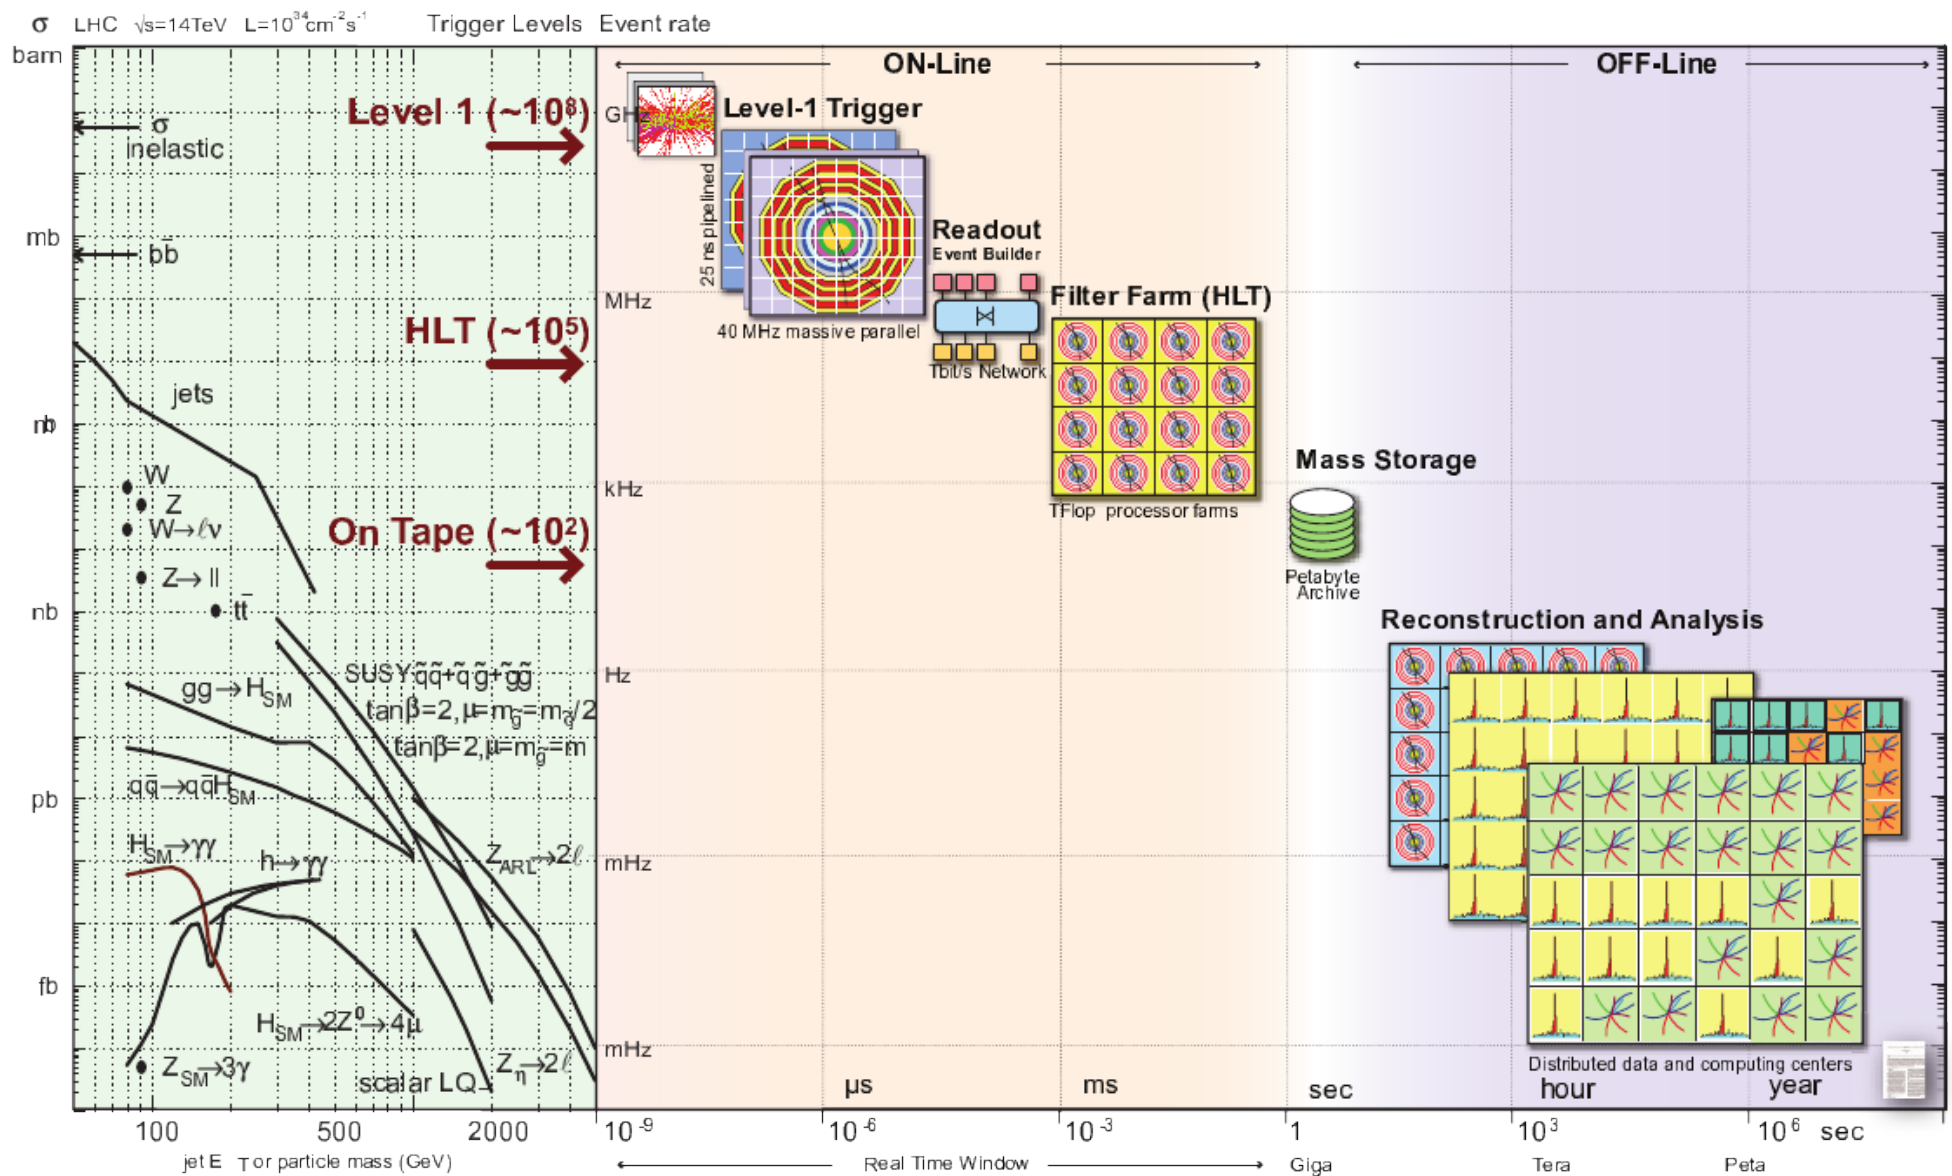 σ LHC √s=14TeV L=10³⁴cm⁻²s⁻¹ Trigger Levels Event rate
barn
ON-Line
OFF-Line
Level 1 (~10⁸)
GHz
Level-1 Trigger
σ
inelastic
25 ns pipelined
mb
bb̄
Readout
Event Builder
MHz
Filter Farm (HLT)
HLT (~10⁵)
40 MHz massive parallel
Tbit/s Network
jets
Mass Storage
W
kHz
Z
TFlop processor farms
W→ℓν
On Tape (~10²)
Z→ ll
Petabyte
Archive
nb
tt̄
Reconstruction and Analysis
SUSY q̃q̃+q̃g̃+g̃g̃
Hz
gg→H_SM
tanβ=2,μ=m_g̃=m_q̃/2
tanβ=2,μ=m_g̃=m
qq̄→qq̄H_SM
pb
H_SM→γγ
h→γγ
Z_ARL→2ℓ
mHz
fb
H_SM→2Z⁰→4μ
mHz
Z_SM→3γ
Z_η→2ℓ
scalar LQ
Distributed data and computing centers
μs ms sec hour year
100 500 2000 10⁻⁹ 10⁻⁶ 10⁻³ 1 10³ 10⁶ sec
jet E T or particle mass (GeV) Real Time Window Giga Tera Peta